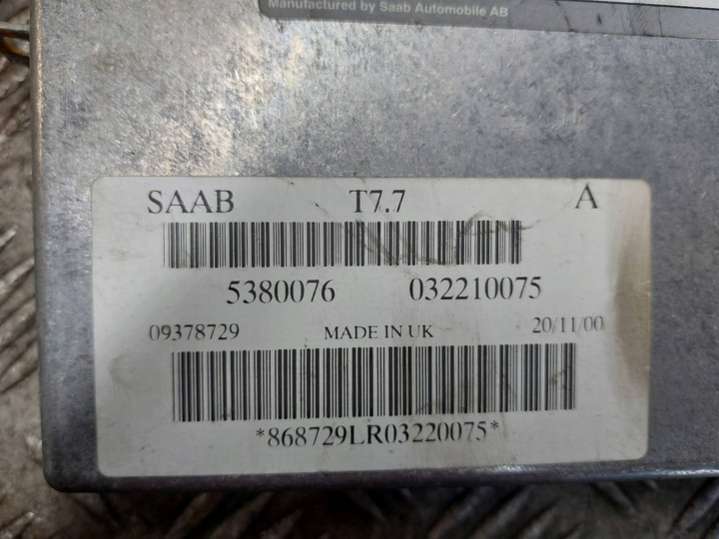 Manufactured by Saab Automobile AB
SAAB T7.7 A
5380076 032210075
09378729 MADE IN UK 20/11/00
*868729LR03220075*